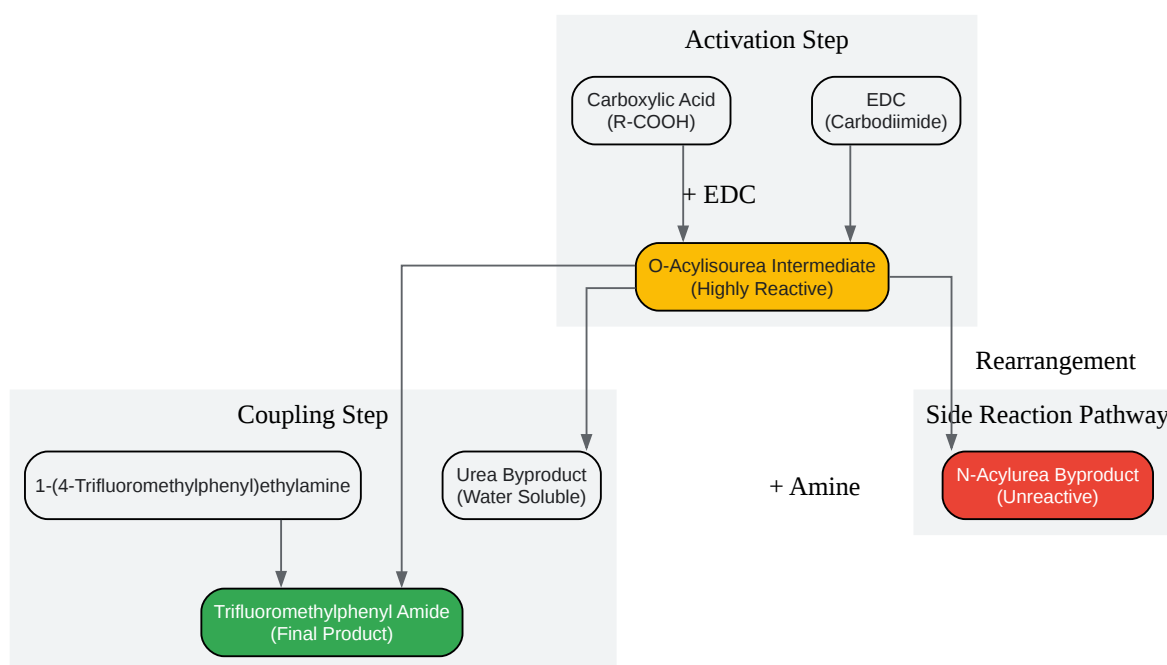 Activation Step
Carboxylic Acid
(R-COOH)
EDC
(Carbodiimide)
+ EDC
O-Acylisourea Intermediate
(Highly Reactive)
Rearrangement
Coupling Step
Side Reaction Pathway
1-(4-Trifluoromethylphenyl)ethylamine
Urea Byproduct
(Water Soluble)
+ Amine
N-Acylurea Byproduct
(Unreactive)
Trifluoromethylphenyl Amide
(Final Product)